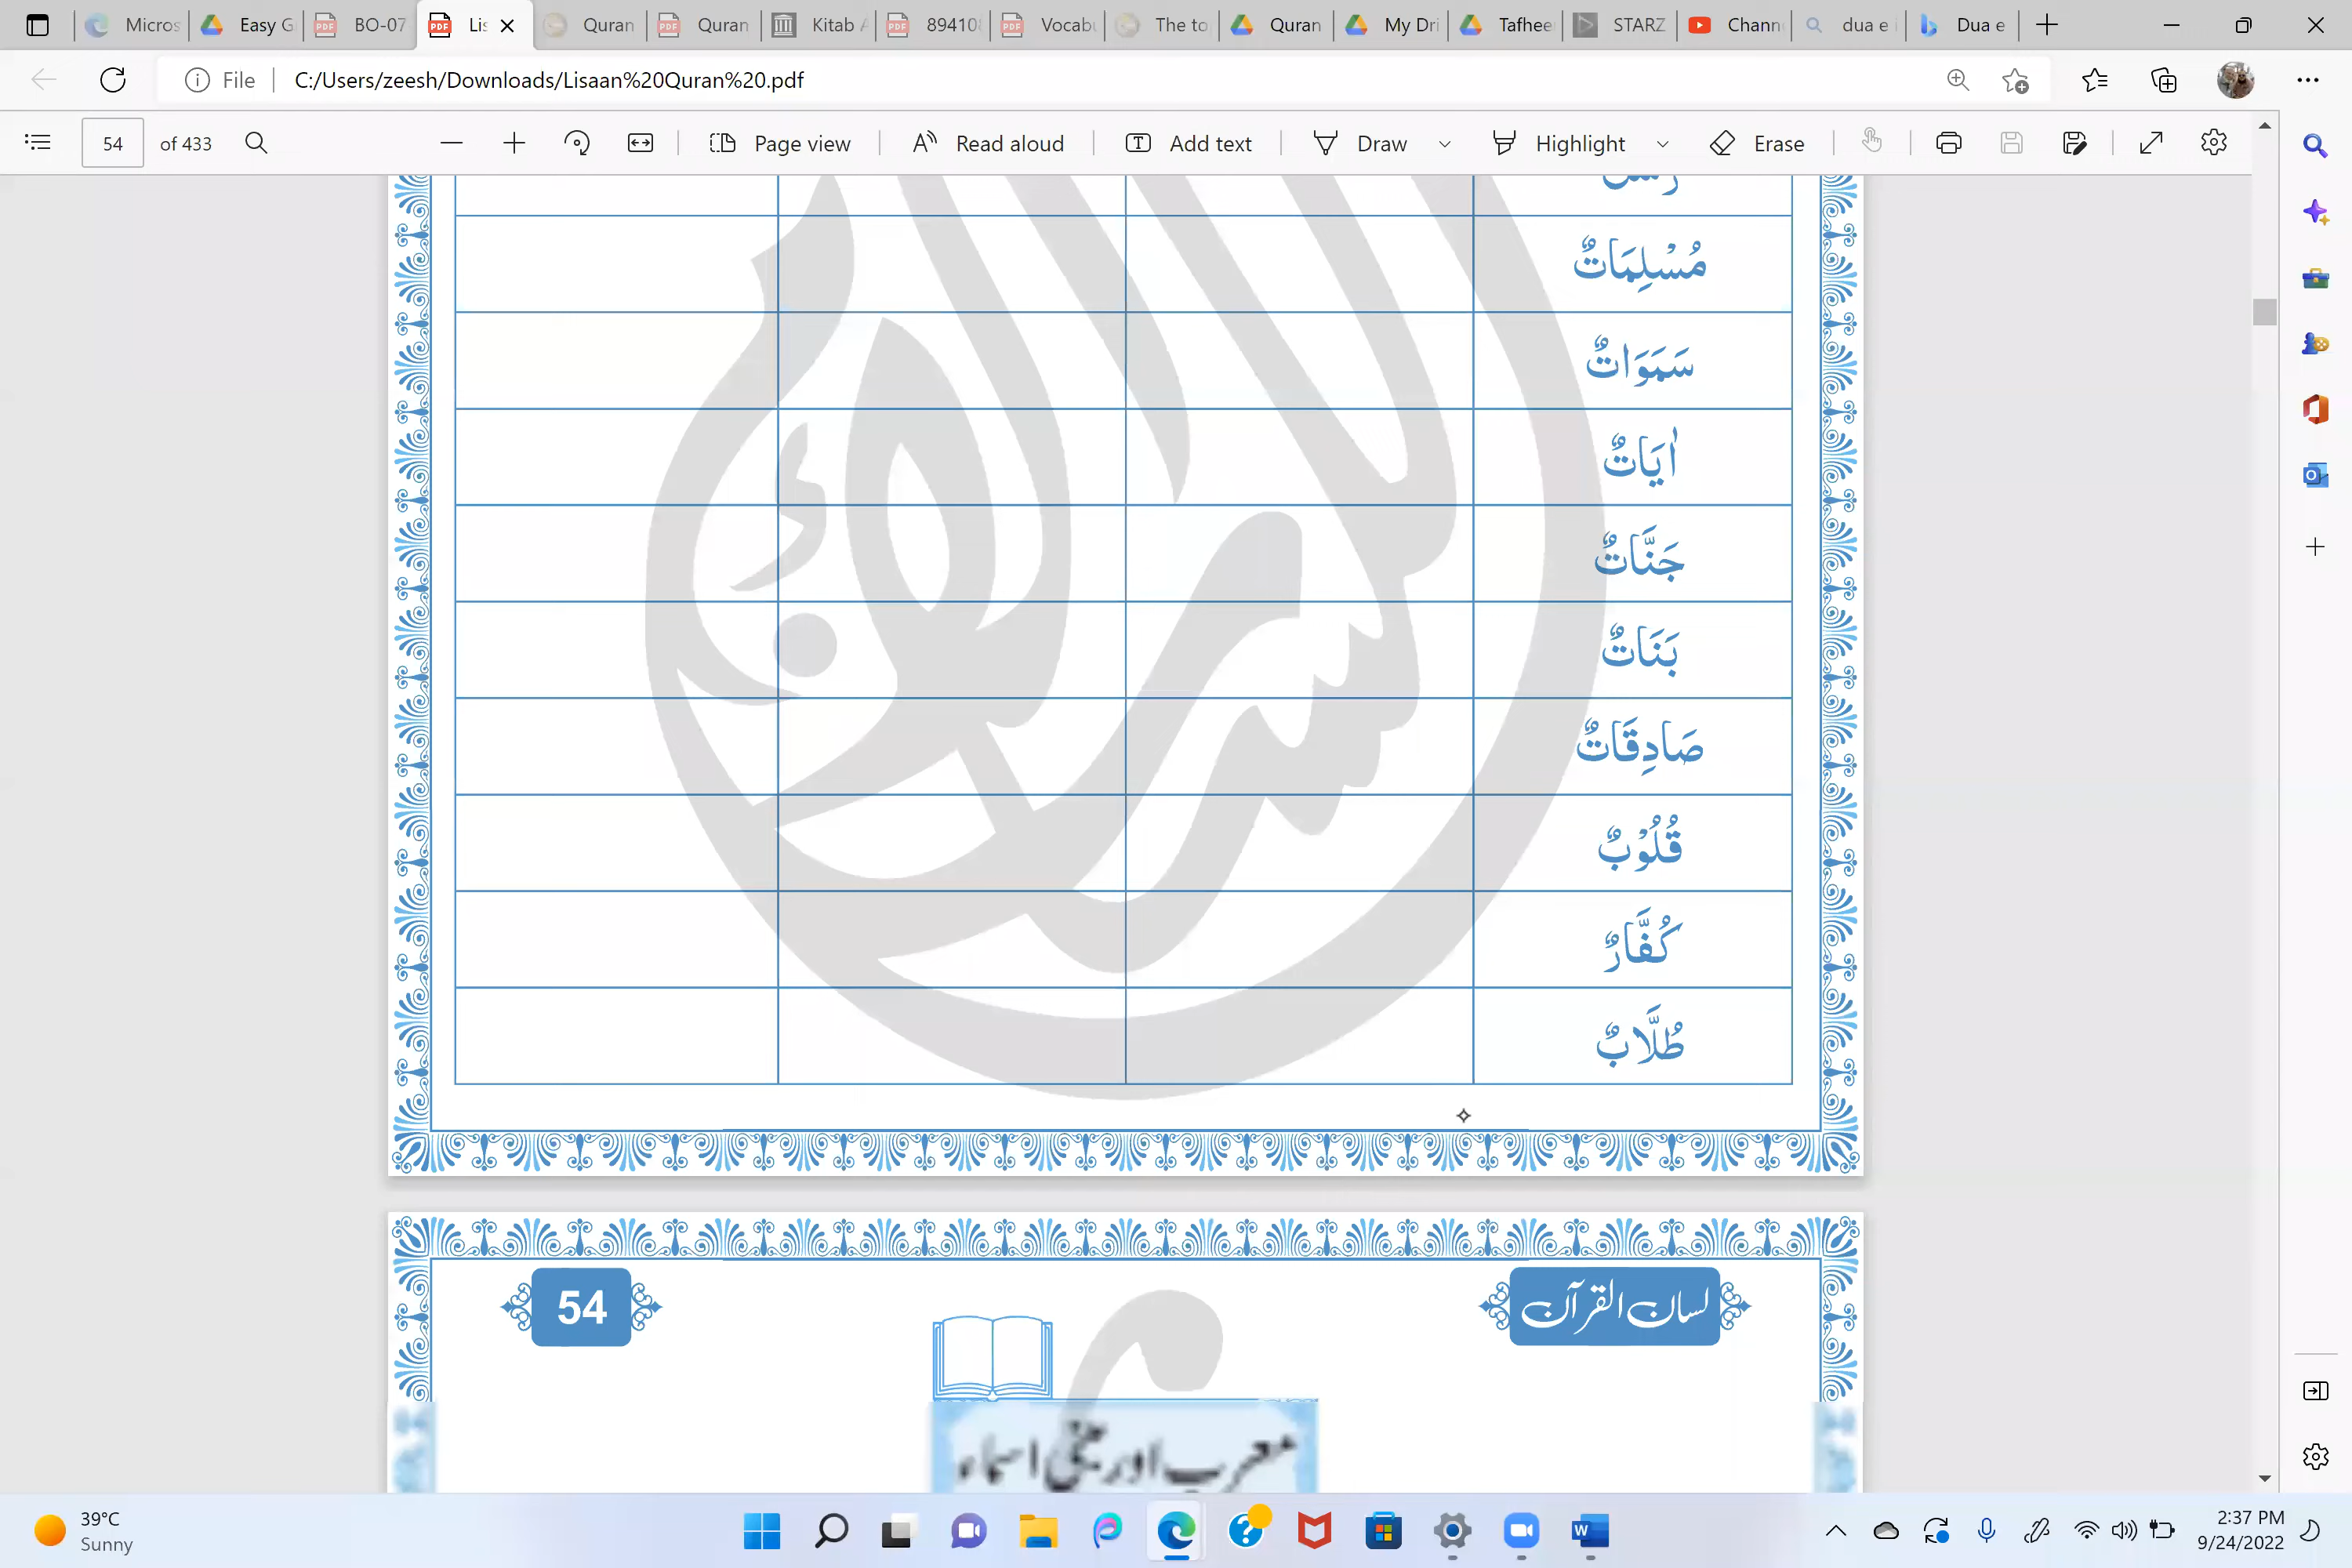 Micros
Easy G
BO-07
Lis
Quran
Quran
Kitab A
89410
Vocabu
The to
Quran
My Dri
Tafhee
STARZ
Chann
dua e i
Dua e
File
C:/Users/zeesh/Downloads/Lisaan%20Quran%20.pdf
54 of 433
Page view
Read aloud
Add text
Draw
Highlight
Erase
مُسْلِمَاتٌ
سَمَوَاتٌ
اٰيَاتٌ
جَنَّاتٌ
بَنَاتٌ
صَادِقَاتٌ
قُلُوْبٌ
كُفَّارٌ
طُلَّابٌ
54
لسان القرآن
معرب اور مبنی اسماء
39°C
Sunny
2:37 PM
9/24/2022